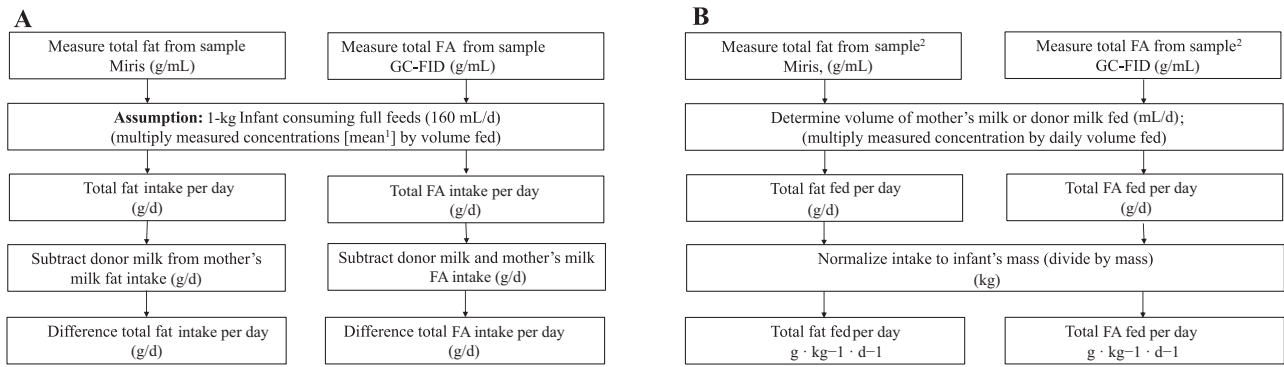 A
Measure total fat from sample
Miris (g/mL)
Measure total FA from sample
GC-FID (g/mL)
Assumption: 1-kg Infant consuming full feeds (160 mL/d)
(multiply measured concentrations [mean¹] by volume fed)
Total fat intake per day
(g/d)
Total FA intake per day
(g/d)
Subtract donor milk from mother's
milk fat intake (g/d)
Subtract donor milk and mother's milk
FA intake (g/d)
Difference total fat intake per day
(g/d)
Difference total FA intake per day
(g/d)
B
Measure total fat from sample²
Miris, (g/mL)
Measure total FA from sample²
GC-FID (g/mL)
Determine volume of mother's milk or donor milk fed (mL/d);
(multiply measured concentration by daily volume fed)
Total fat fed per day
(g/d)
Total FA fed per day
(g/d)
Normalize intake to infant's mass (divide by mass)
(kg)
Total fat fed per day
g · kg−1 · d−1
Total FA fed per day
g · kg−1 · d−1